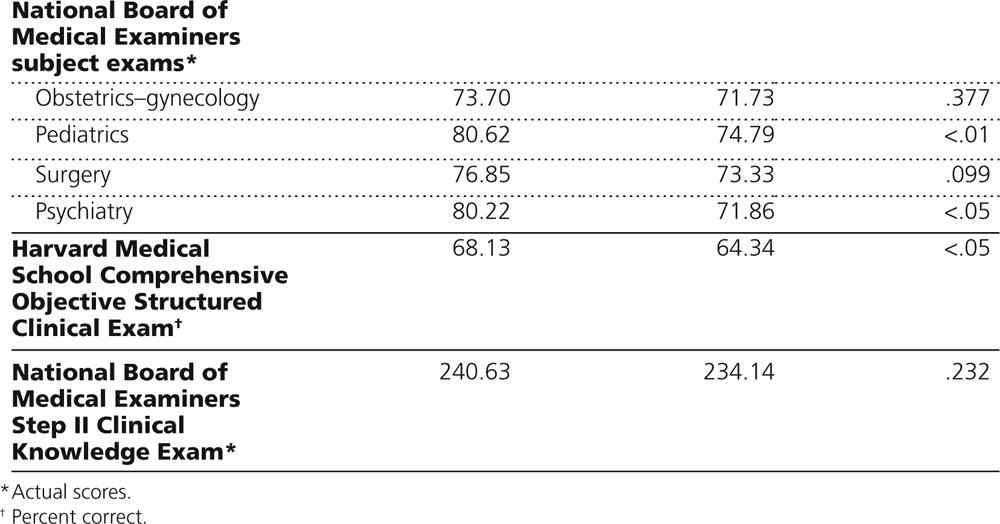 National Board of
Medical Examiners
subject exams*
Obstetrics–gynecology 73.70 71.73 .377
Pediatrics 80.62 74.79 <.01
Surgery 76.85 73.33 .099
Psychiatry 80.22 71.86 <.05
Harvard Medical 68.13 64.34 <.05
School Comprehensive
Objective Structured
Clinical Exam†
National Board of 240.63 234.14 .232
Medical Examiners
Step II Clinical
Knowledge Exam*
* Actual scores.
† Percent correct.